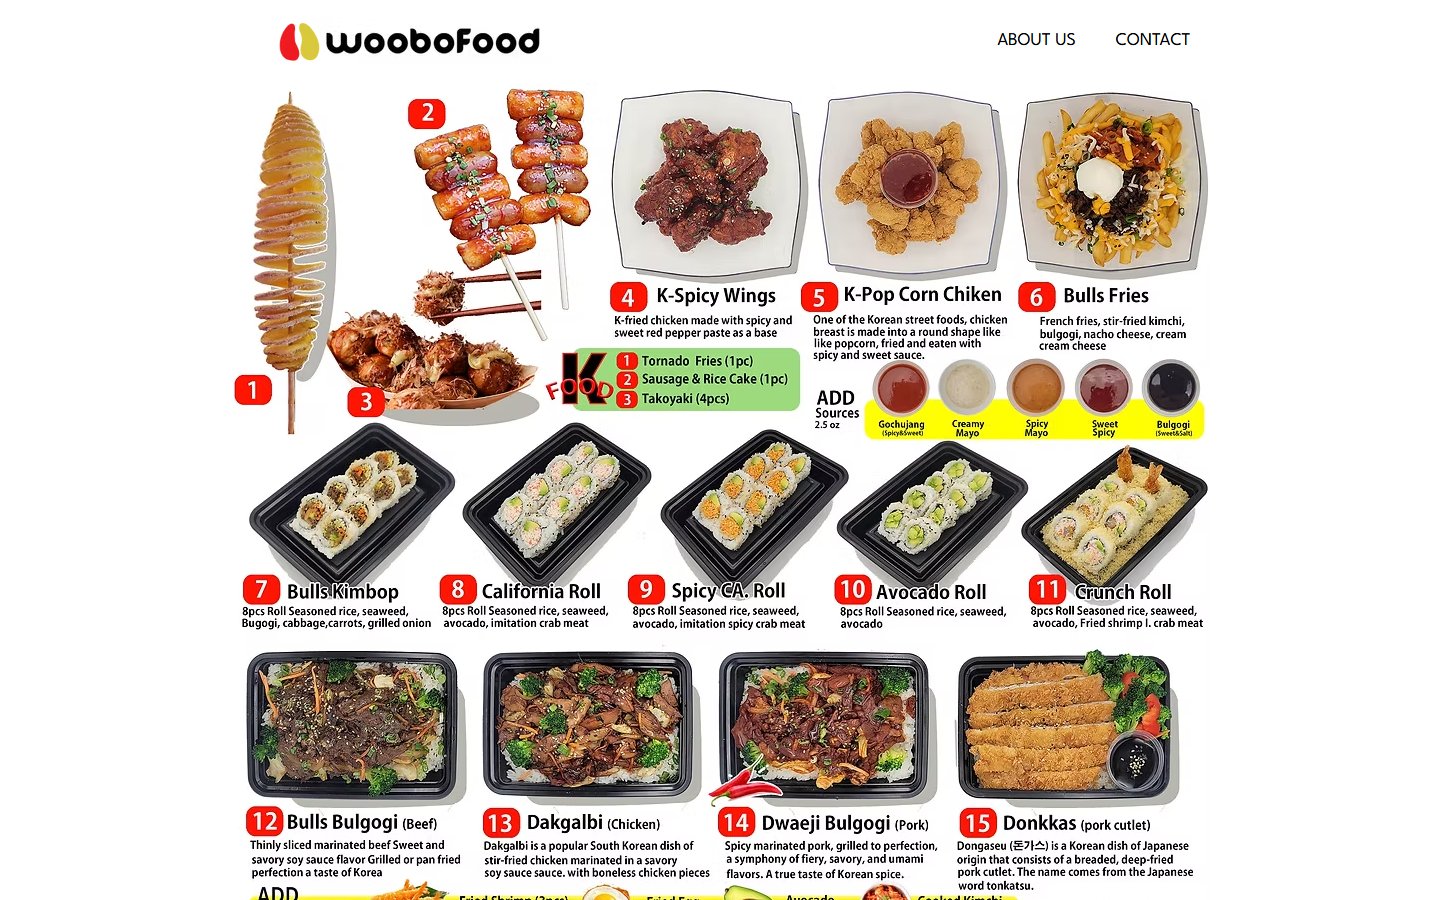 wooboFood
ABOUT US
CONTACT
2
1
3
4 K-Spicy Wings
K-fried chicken made with spicy and
sweet red pepper paste as a base
5 K-Pop Corn Chiken
One of the Korean street foods, chicken
breast is made into a round shape like
like popcorn, fried and eaten with
spicy and sweet sauce.
6 Bulls Fries
French fries, stir-fried kimchi,
bulgogi, nacho cheese, cream
cream cheese
K FOOD
1 Tornado Fries (1pc)
2 Sausage & Rice Cake (1pc)
3 Takoyaki (4pcs)
ADD
Sources
2.5 oz
Gochujang
(Spicy&Sweet)
Creamy
Mayo
Spicy
Mayo
Sweet
Spicy
Bulgogi
(Sweet&Salt)
7 Bulls Kimbop
8pcs Roll Seasoned rice, seaweed,
Bugogi, cabbage,carrots, grilled onion
8 California Roll
8pcs Roll Seasoned rice, seaweed,
avocado, imitation crab meat
9 Spicy CA. Roll
8pcs Roll Seasoned rice, seaweed,
avocado, imitation spicy crab meat
10 Avocado Roll
8pcs Roll Seasoned rice, seaweed,
avocado
11 Crunch Roll
8pcs Roll Seasoned rice, seaweed,
avocado, Fried shrimp I. crab meat
12 Bulls Bulgogi (Beef)
Thinly sliced marinated beef Sweet and
savory soy sauce flavor Grilled or pan fried
perfection a taste of Korea
13 Dakgalbi (Chicken)
Dakgalbi is a popular South Korean dish of
stir-fried chicken marinated in a savory
soy sauce sauce. with boneless chicken pieces
14 Dwaeji Bulgogi (Pork)
Spicy marinated pork, grilled to perfection,
a symphony of fiery, savory, and umami
flavors. A true taste of Korean spice.
15 Donkkas (pork cutlet)
Dongaseu (돈가스) is a Korean dish of Japanese
origin that consists of a breaded, deep-fried
pork cutlet. The name comes from the Japanese
word tonkatsu.
ADD
Fried Shrimp (2pcs)
Fried Egg
Avocado
Cooked Kimchi